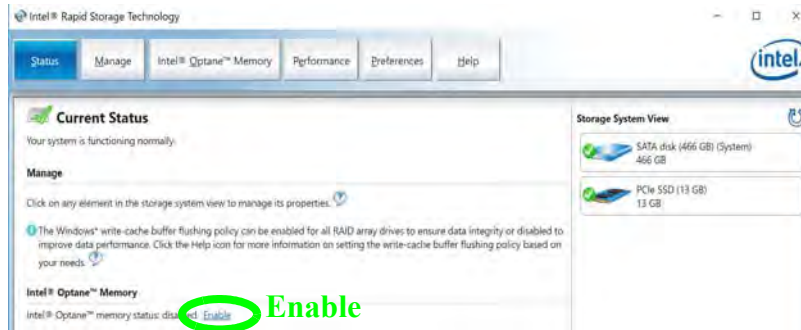 Intel® Rapid Storage Technology
Status
Manage
Intel® Optane™ Memory
Performance
Preferences
Help
intel.
Current Status
Your system is functioning normally.
Manage
Click on any element in the storage system view to manage its properties.
The Windows* write-cache buffer flushing policy can be enabled for all RAID array drives to ensure data integrity or disabled to
improve data performance. Click the Help icon for more information on setting the write-cache buffer flushing policy based on
your needs
Intel® Optane™ Memory
Intel® Optane™ memory status: Enable
Enable
Storage System View
SATA disk (466 GB) (System)
466 GB
PCIe SSD (13 GB)
13 GB